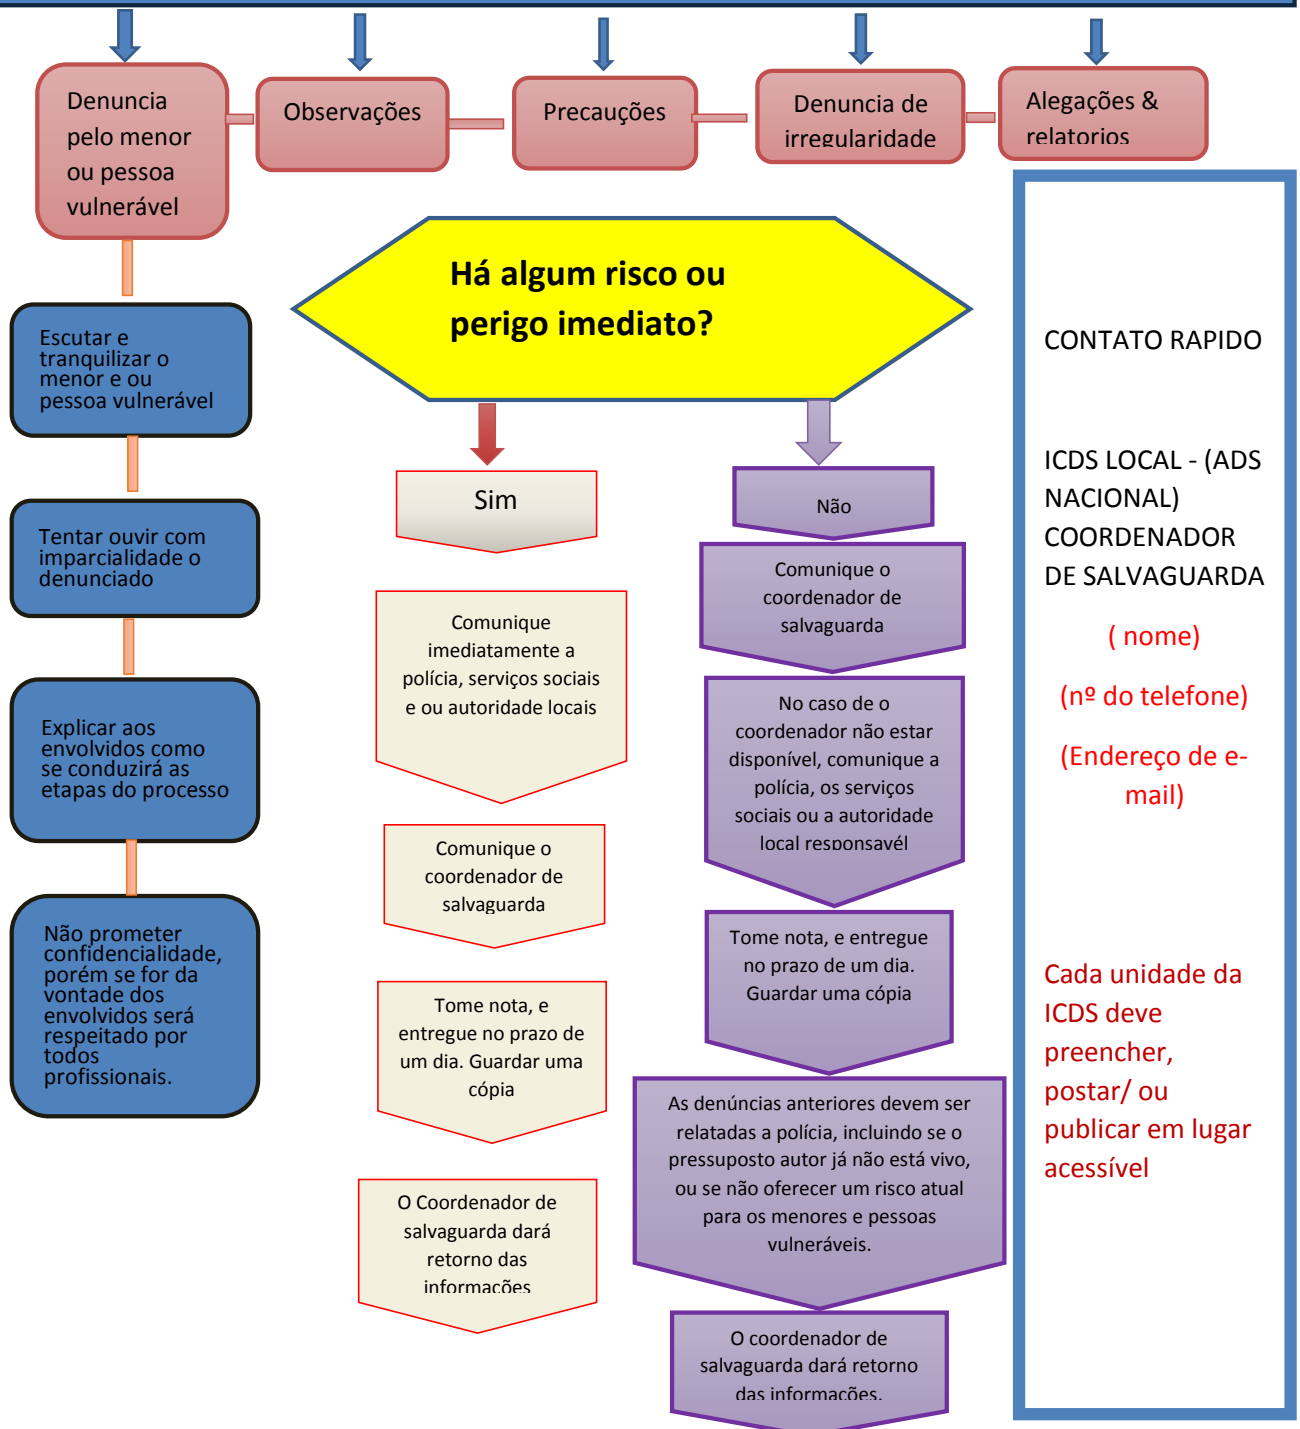 Denuncia
pelo menor
ou pessoa
vulnerável
Observações
Precauções
Denuncia de
irregularidade
Alegações &
relatorios
Escutar e
tranquilizar o
menor e ou
pessoa vulnerável
Tentar ouvir com
imparcialidade o
denunciado
Explicar aos
envolvidos como
se conduzirá as
etapas do processo
Não prometer
confidencialidade,
porém se for da
vontade dos
envolvidos será
respeitado por
todos
profissionais.
Há algum risco ou
perigo imediato?
Sim
Comunique
imediatamente a
polícia, serviços sociais
e ou autoridade locais
Comunique o
coordenador de
salvaguarda
Tome nota, e
entregue no prazo de
um dia. Guardar uma
cópia
O Coordenador de
salvaguarda dará
retorno das
informações
Não
Comunique o
coordenador de
salvaguarda
No caso de o
coordenador não estar
disponível, comunique a
polícia, os serviços
sociais ou a autoridade
local responsavél
Tome nota, e entregue
no prazo de um dia.
Guardar uma cópia
As denúncias anteriores devem ser
relatadas a polícia, incluindo se o
pressuposto autor já não está vivo,
ou se não oferecer um risco atual
para os menores e pessoas
vulneráveis.
O coordenador de
salvaguarda dará retorno
das informações.
CONTATO RAPIDO
ICDS LOCAL - (ADS
NACIONAL)
COORDENADOR
DE SALVAGUARDA
( nome)
(nº do telefone)
(Endereço de e-
mail)
Cada unidade da
ICDS deve
preencher,
postar/ ou
publicar em lugar
acessível